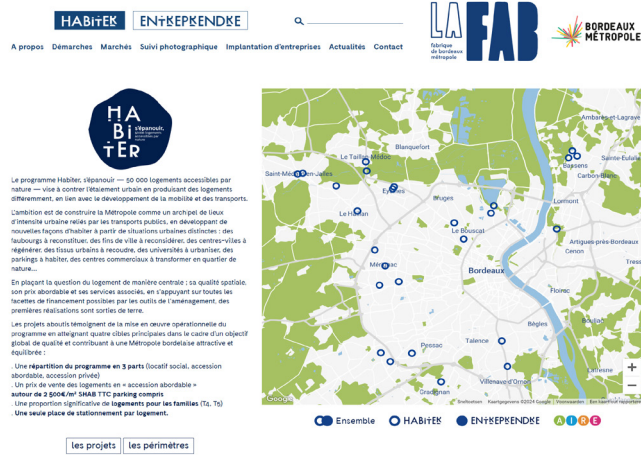 HABITER ENTREPRENDRE
A propos Démarches Marchés Suivi photographique Implantation d'entreprises Actualités Contact
LA FAB
fabrique
de bordeaux
métropole
BORDEAUX
MÉTROPOLE
HA
Bi
TER
s'épanouir,
Le programme Habiter, s'épanouir — 50 000 logements accessibles par
nature — vise à contrer l'étalement urbain en produisant des logements
différemment, en lien avec le développement de la mobilité et des transports.
L'ambition est de construire la Métropole comme un archipel de lieux
d'intensité urbaine reliés par les transports publics, en développant de
nouvelles façons d'habiter à partir de situations urbaines distinctes : des
faubourgs à reconstituer, des fins de ville à réconcilier, des centres-villes à
régénérer, des tissus urbains à recoudre, des universités à urbaniser, des
parkings à habiter, des centres commerciaux à transformer en quartier de
nature...
En plaçant la question du logement de manière centrale ; sa qualité spatiale,
son prix abordable et ses services associés, en s'appuyant sur toutes les
facettes de financement possibles par les outils de l'aménagement, des
premières réalisations sont sorties de terre.
Les projets aboutis témoignent de la mise en œuvre opérationnelle du
programme en atteignant quatre cibles principales dans le cadre d'un objectif
global de qualité et contribuant à une Métropole bordelaise attractive et
équilibrée :
. Une répartition du programme en 3 parts (locatif social, accession
abordable, accession privée)
. Un prix de vente des logements en « accession abordable »
autour de 2 500€/m² SHAB TTC parking compris
. Une proportion significative de logements pour les familles (T4, T5)
. Une seule place de stationnement par logement.
les projets les périmètres
Ambarès-et-Lagrave
Blanquefort
Le Taillan-Médoc
Bassens
Sainte-Eulalie
Saint-Médard-en-Jalles
Carbon-Blanc
Eysines
Bruges
Lormont
Le Haillan
Le Bouscat
Artigues-près-Bordeaux
Cenon
Mérignac
Bordeaux
Tress
Floirac
Bègles
Bouliac
Talence
Pessac
Latresne
Villenave-d'Ornon
Gradignan
+
−
Google
Sneltoetsen Kaartgegevens ©2024 Google Voorwaarden Een kaartfout rapporteren
Ensemble HABITER ENTREPRENDRE AIRE